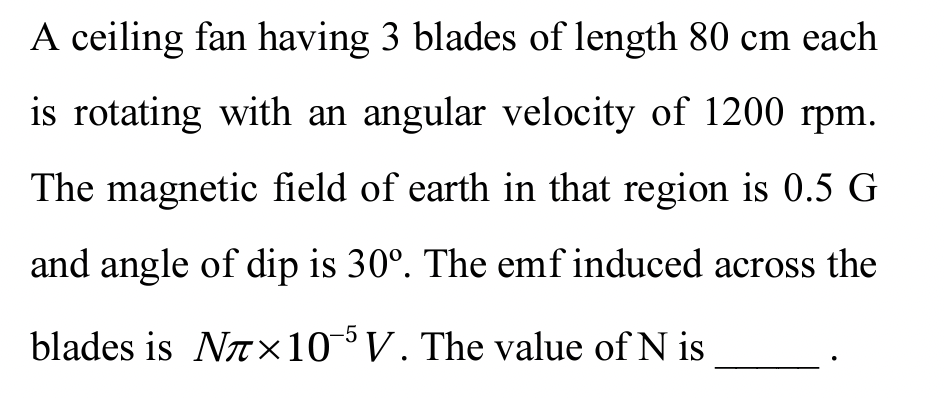 A ceiling fan having 3 blades of length 80 cm each
is rotating with an angular velocity of 1200 rpm.
The magnetic field of earth in that region is 0.5 G
and angle of dip is 30º. The emf induced across the
blades is Nπ×10⁻⁵ V. The value of N is _____ .